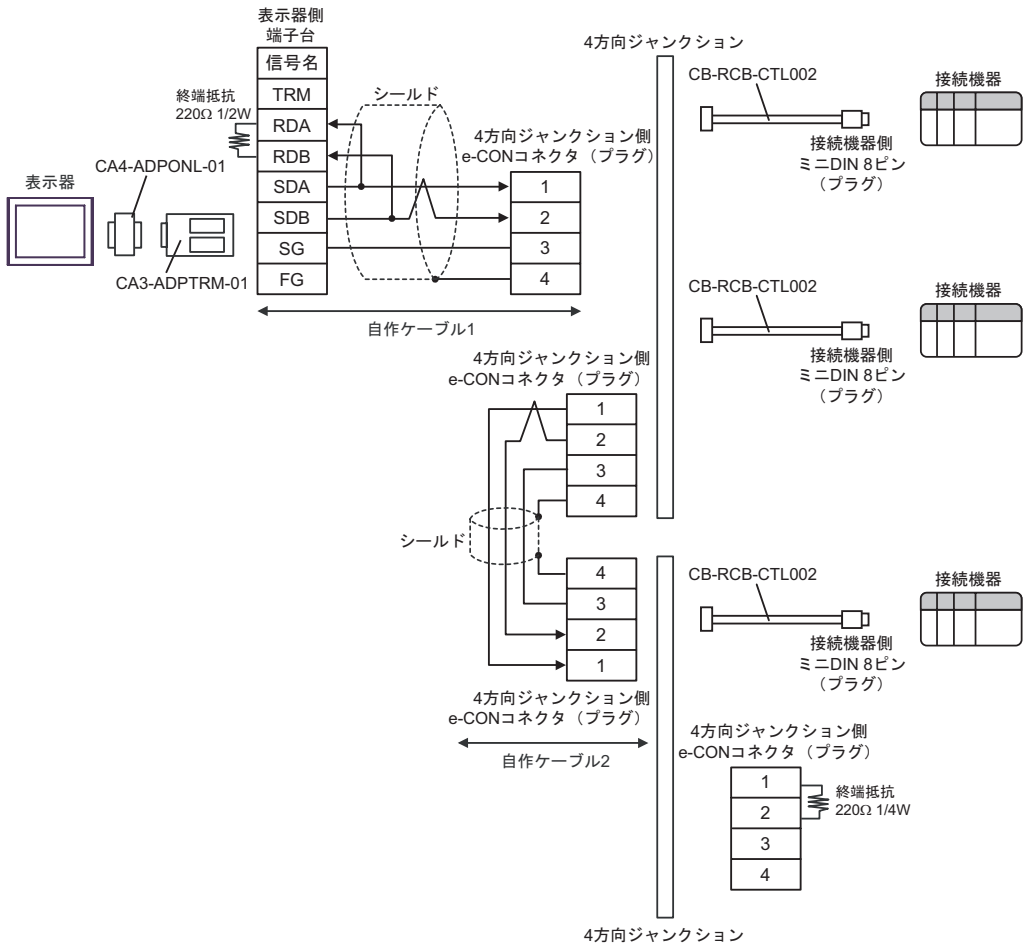 表示器側
端子台
信号名
TRM
RDA
RDB
SDA
SDB
SG
FG
終端抵抗
220Ω 1/2W
シールド
表示器
CA4-ADPONL-01
CA3-ADPTRM-01
4方向ジャンクション側
e-CONコネクタ（プラグ）
1
2
3
4
自作ケーブル1
4方向ジャンクション
CB-RCB-CTL002
接続機器側
ミニDIN 8ピン
（プラグ）
接続機器
CB-RCB-CTL002
接続機器側
ミニDIN 8ピン
（プラグ）
接続機器
4方向ジャンクション側
e-CONコネクタ（プラグ）
1
2
3
4
シールド
4
3
2
1
4方向ジャンクション側
e-CONコネクタ（プラグ）
自作ケーブル2
CB-RCB-CTL002
接続機器側
ミニDIN 8ピン
（プラグ）
接続機器
4方向ジャンクション側
e-CONコネクタ（プラグ）
1
2
3
4
終端抵抗
220Ω 1/4W
4方向ジャンクション